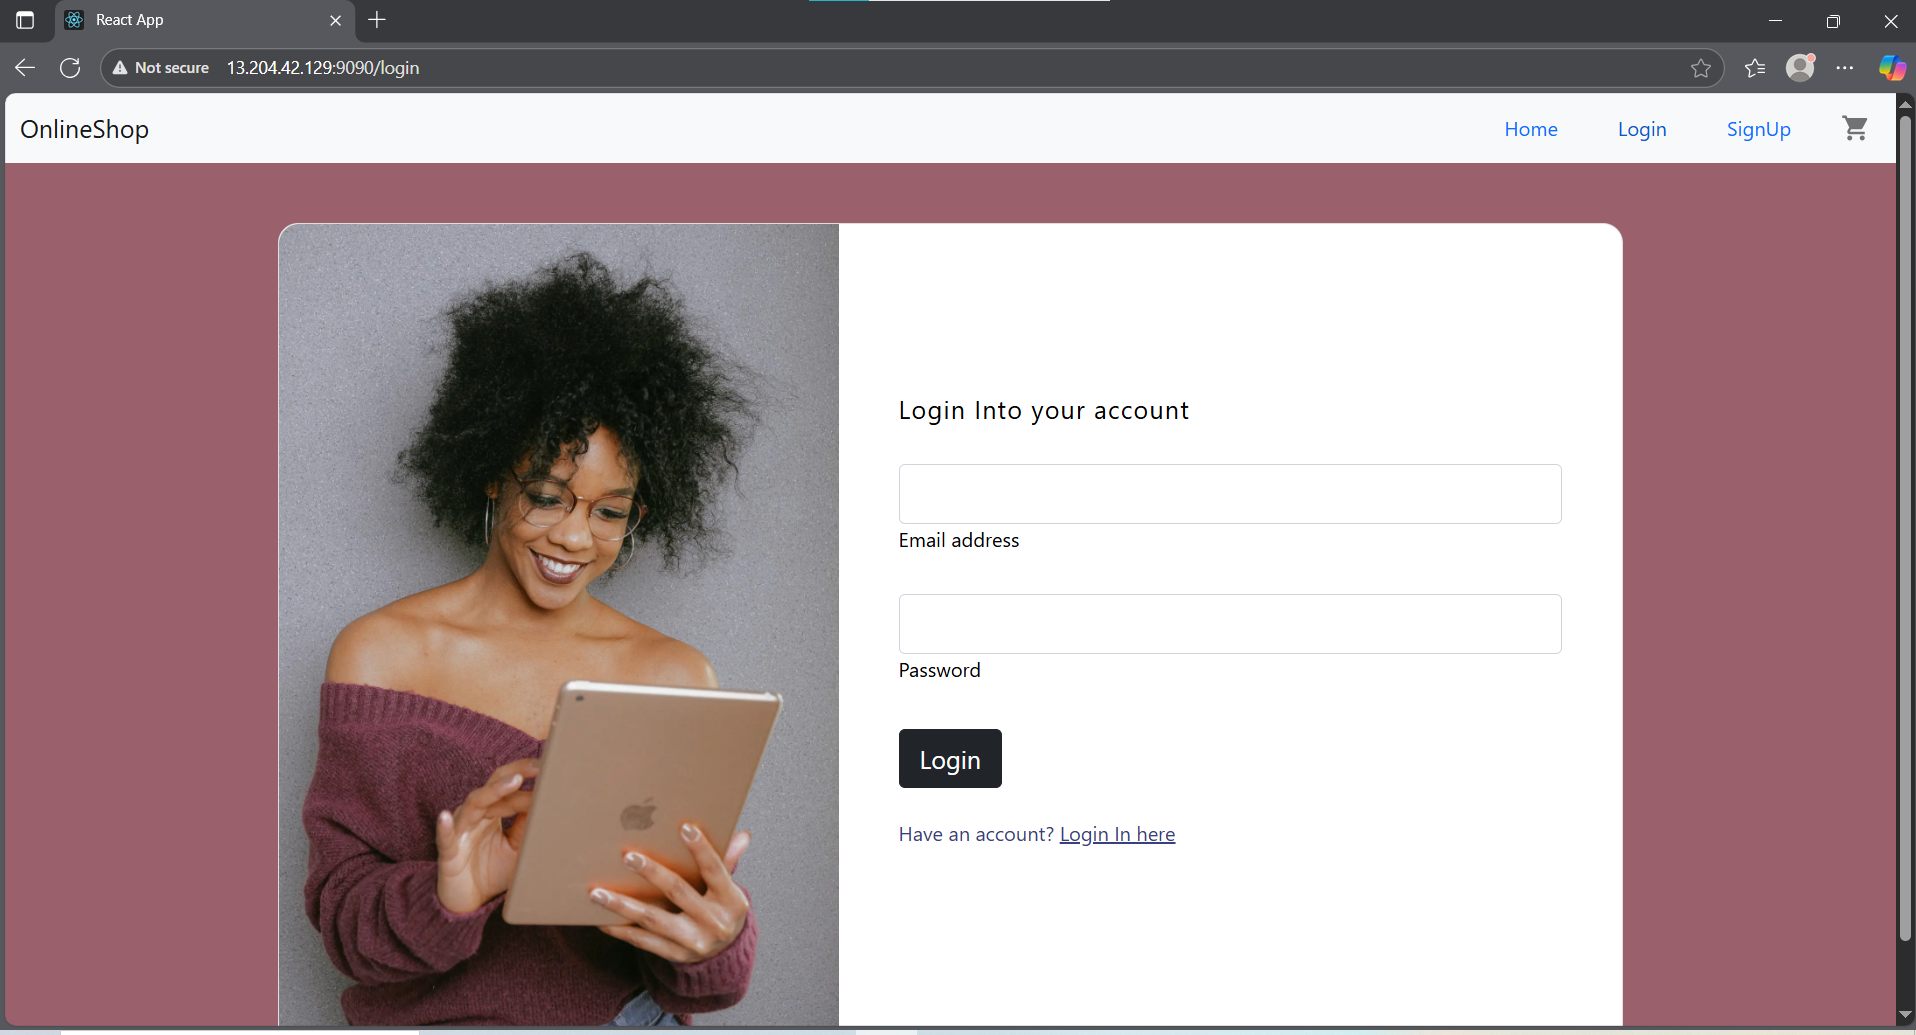 React App
Not secure 13.204.42.129:9090/login
OnlineShop Home Login SignUp
Login Into your account
Email address
Password
Login
Have an account? Login In here